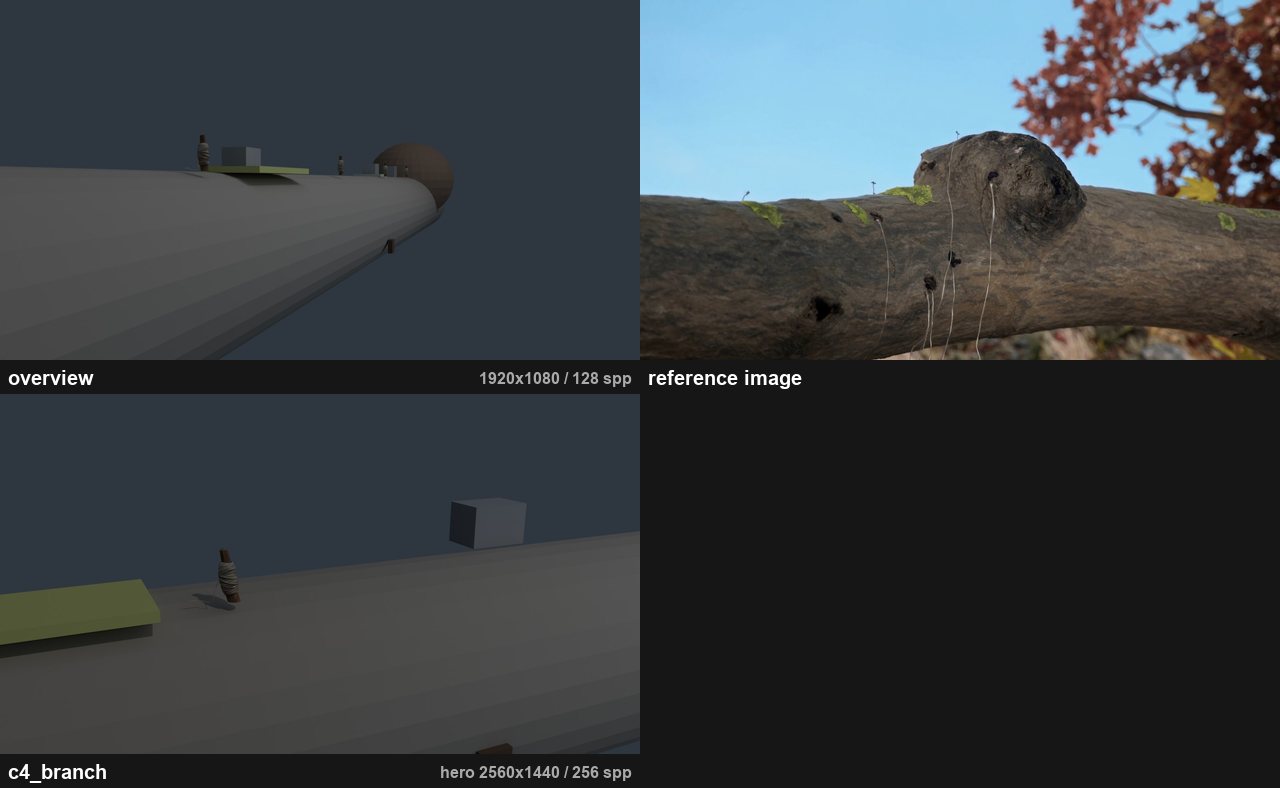 overview
1920x1080 / 128 spp
reference image
c4_branch
hero 2560x1440 / 256 spp